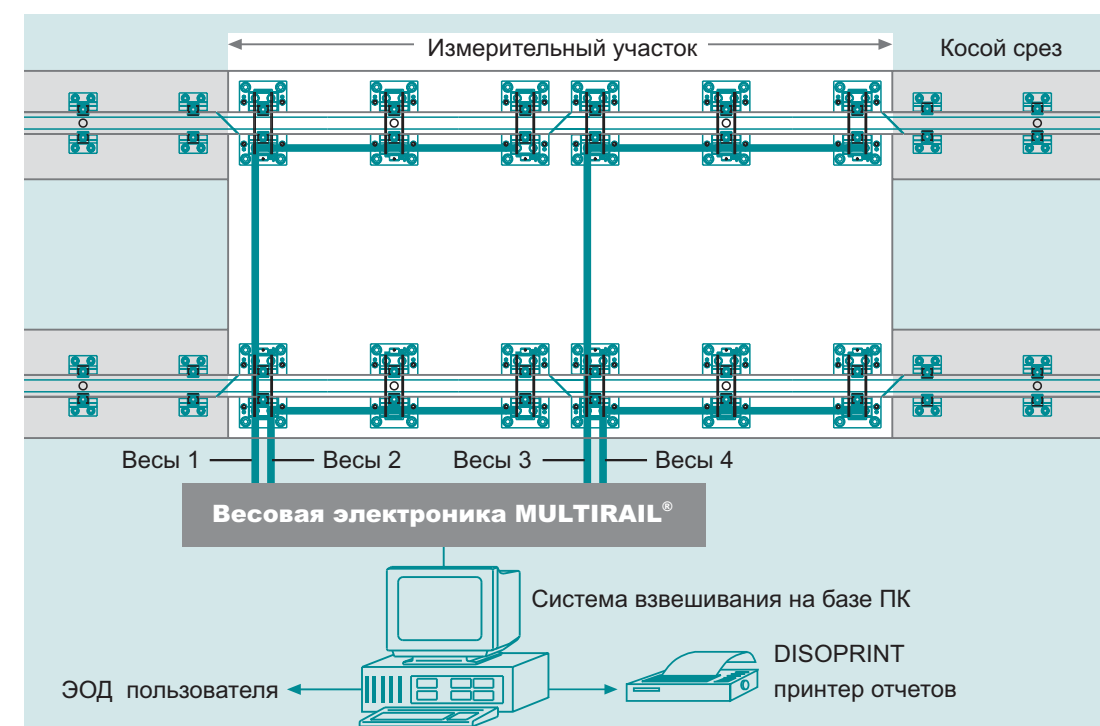 Измерительный участок
Косой срез
Весы 1
Весы 2
Весы 3
Весы 4
Весовая электроника MULTIRAIL®
Система взвешивания на базе ПК
DISOPRINT
принтер отчетов
ЭОД пользователя